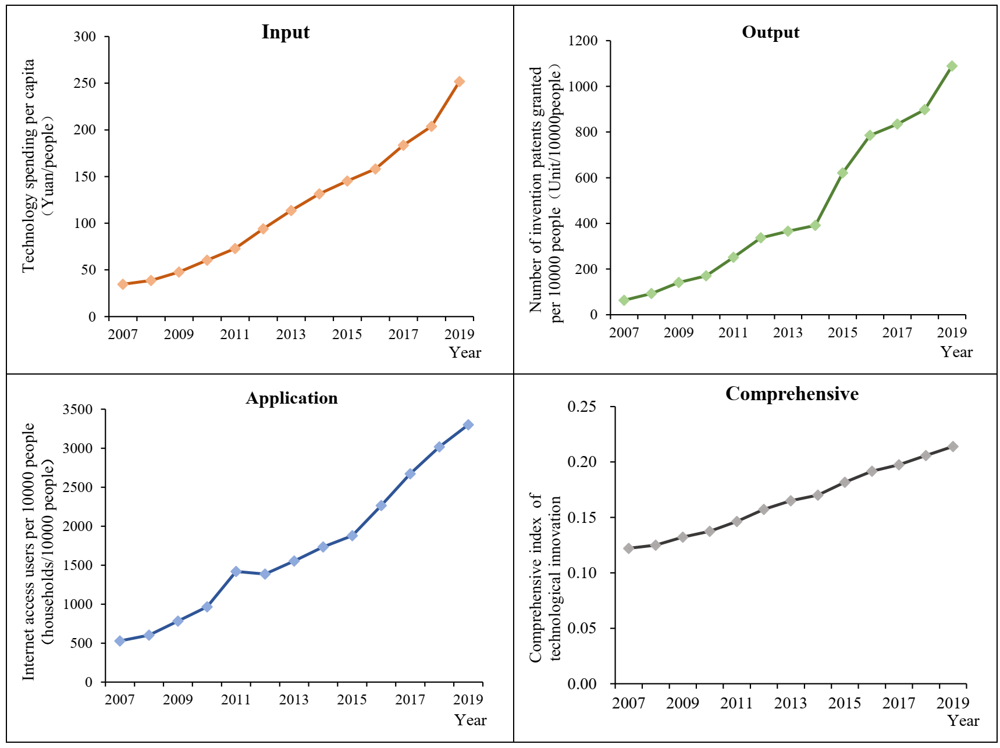 Input
Technology spending per capita
（Yuan/people）
300
250
200
150
100
50
0
2007 2009 2011 2013 2015 2017 2019
Year
Output
Number of invention patents granted
per 10000 people（Unit/10000people）
1200
1000
800
600
400
200
0
2007 2009 2011 2013 2015 2017 2019
Year
Application
Internet access users per 10000 people
(households/10000 people)
3500
3000
2500
2000
1500
1000
500
0
2007 2009 2011 2013 2015 2017 2019
Year
Comprehensive
Comprehensive index of
technological innovation
0.25
0.20
0.15
0.10
0.05
0.00
2007 2009 2011 2013 2015 2017 2019
Year